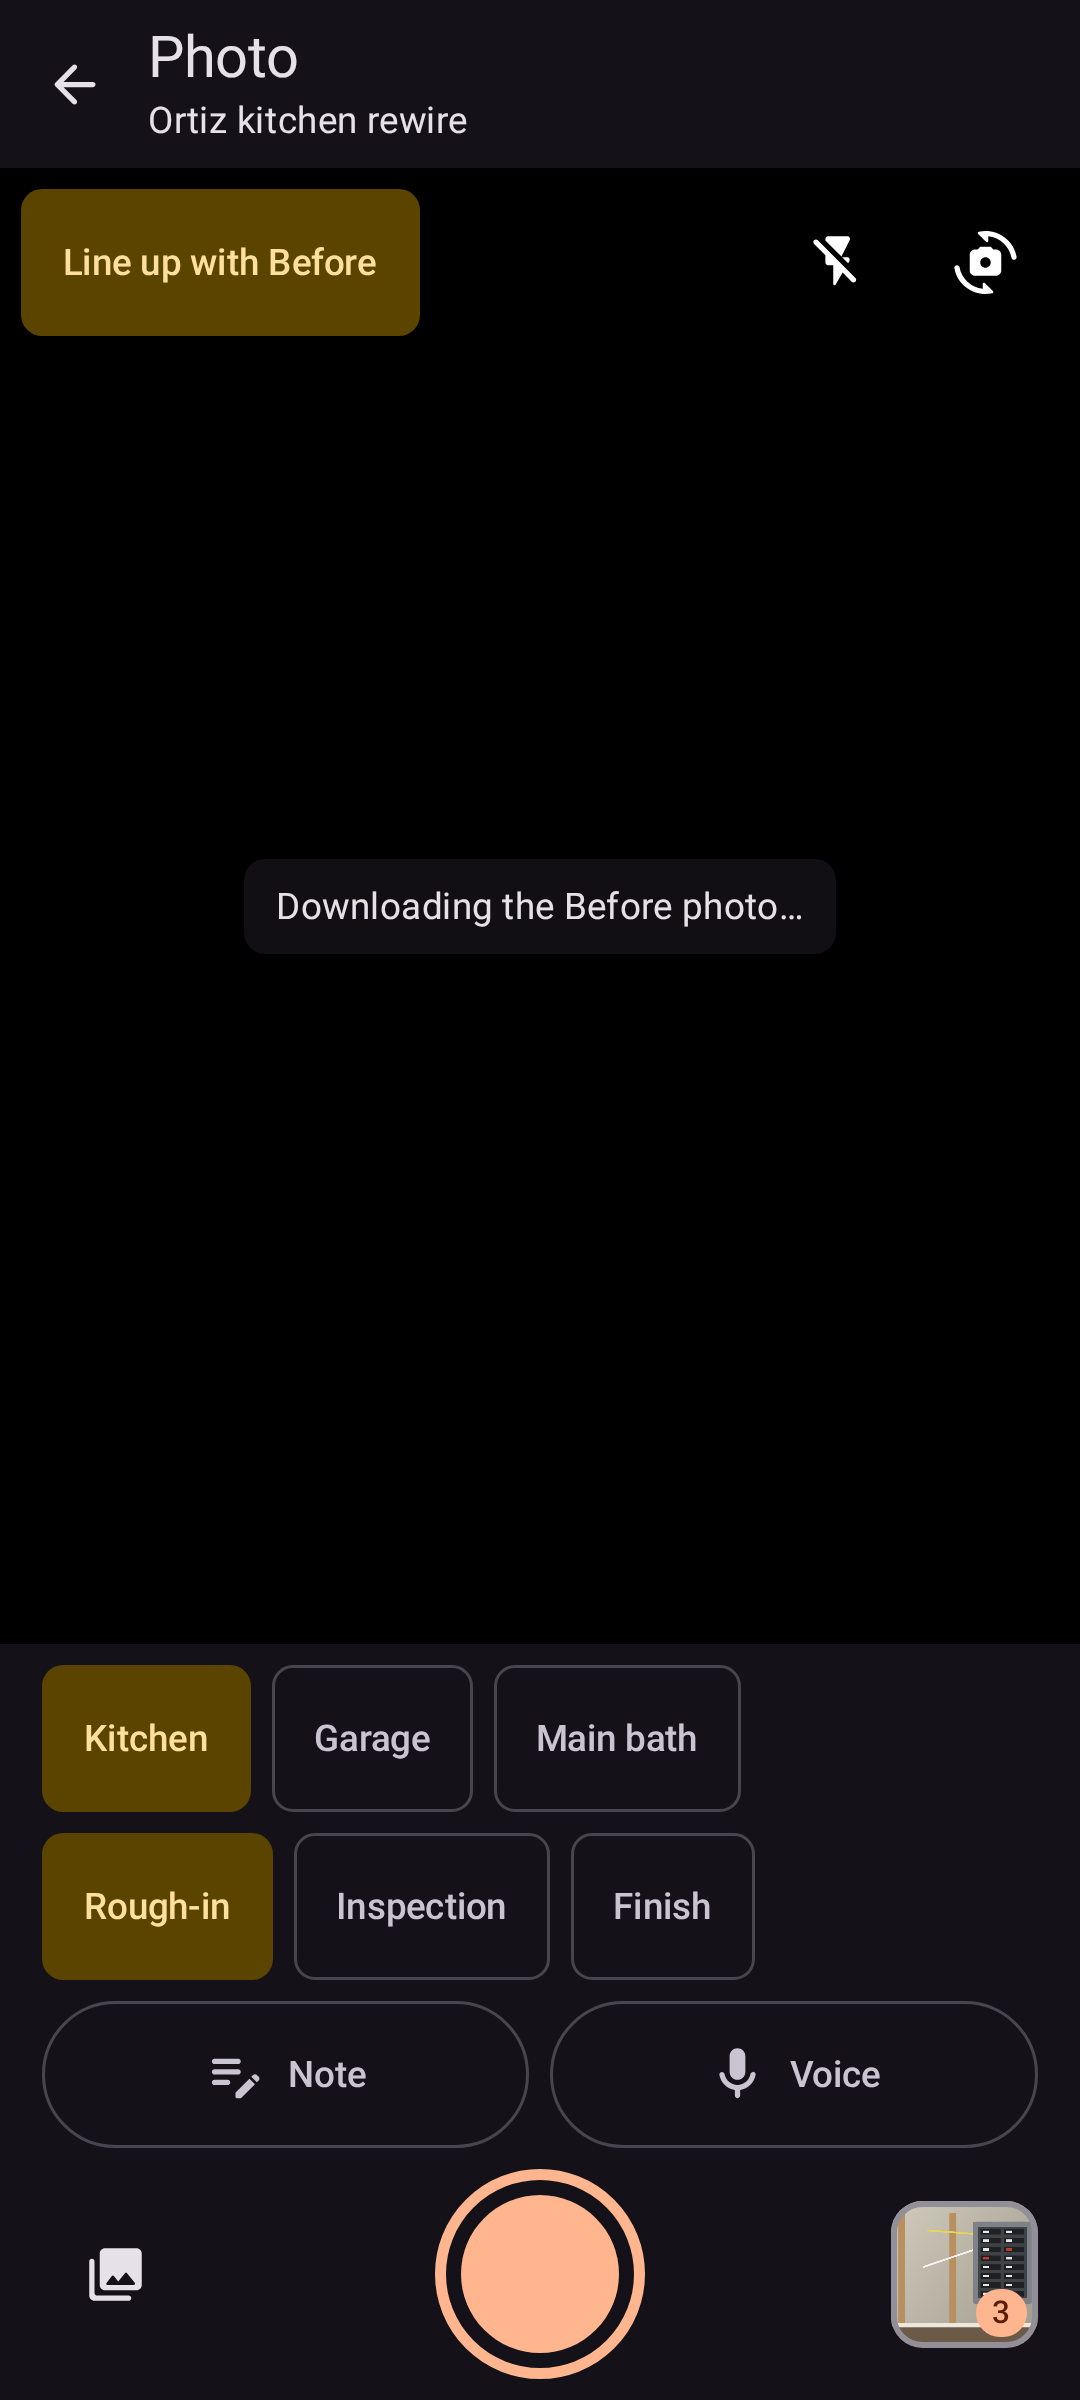 Photo
Ortiz kitchen rewire
Line up with Before
Downloading the Before photo…
Kitchen
Garage
Main bath
Rough-in
Inspection
Finish
Note
Voice
3